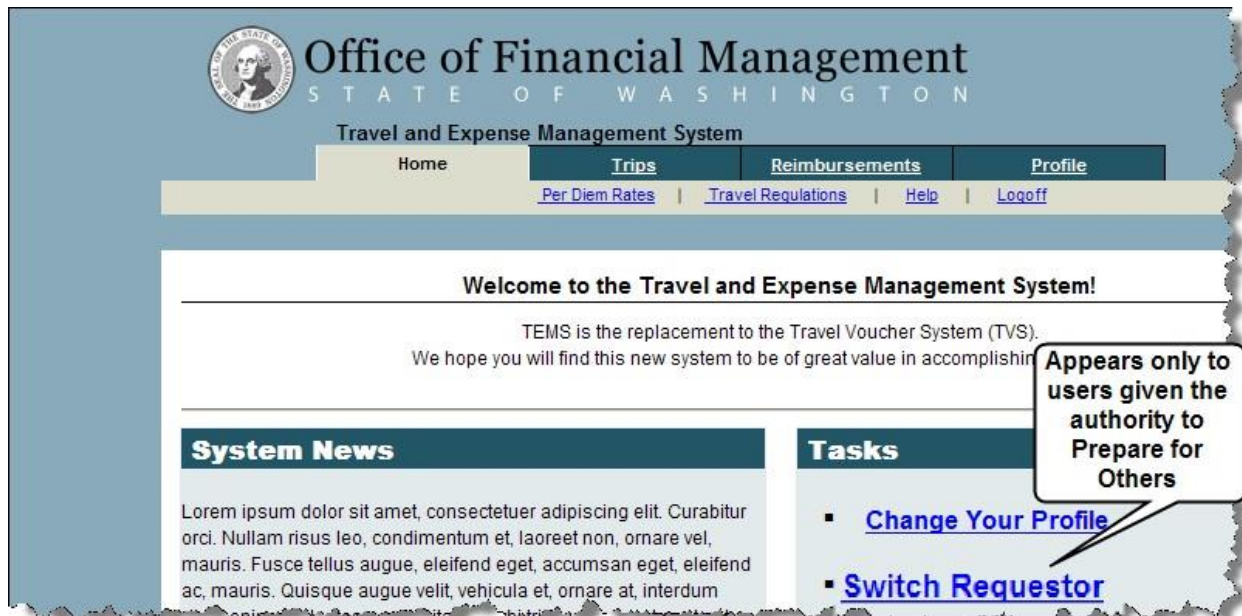 Office of Financial Management
STATE OF WASHINGTON
Travel and Expense Management System
Home Trips Reimbursements Profile
Per Diem Rates | Travel Regulations | Help | Logoff
Welcome to the Travel and Expense Management System!
TEMS is the replacement to the Travel Voucher System (TVS).
We hope you will find this new system to be of great value in accomplishin
Appears only to
users given the
authority to
Prepare for
Others
System News
Lorem ipsum dolor sit amet, consectetuer adipiscing elit. Curabitur
orci. Nullam risus leo, condimentum et, laoreet non, ornare vel,
mauris. Fusce tellus augue, eleifend eget, accumsan eget, eleifend
ac, mauris. Quisque augue velit, vehicula et, ornare at, interdum
Tasks
Change Your Profile
Switch Requestor